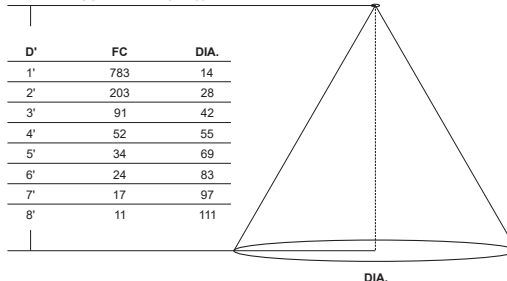 D' FC DIA.
1' 783 14
2' 203 28
3' 91 42
4' 52 55
5' 34 69
6' 24 83
7' 17 97
8' 11 111
DIA.